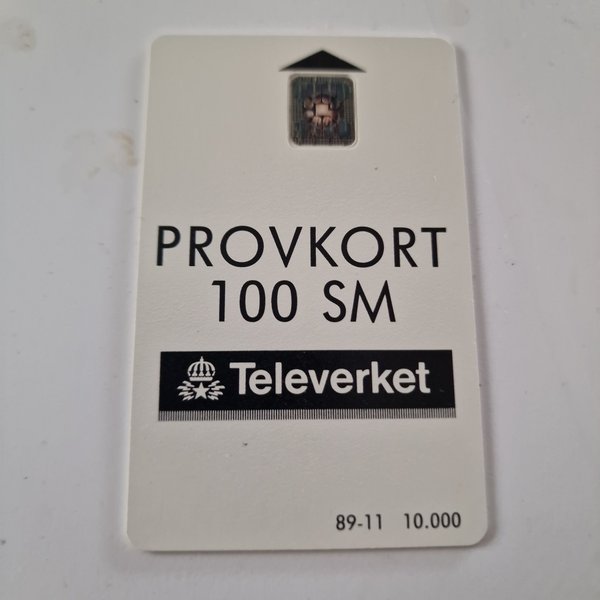 PROVKORT
100 SM
Televerket
89-11 10.000